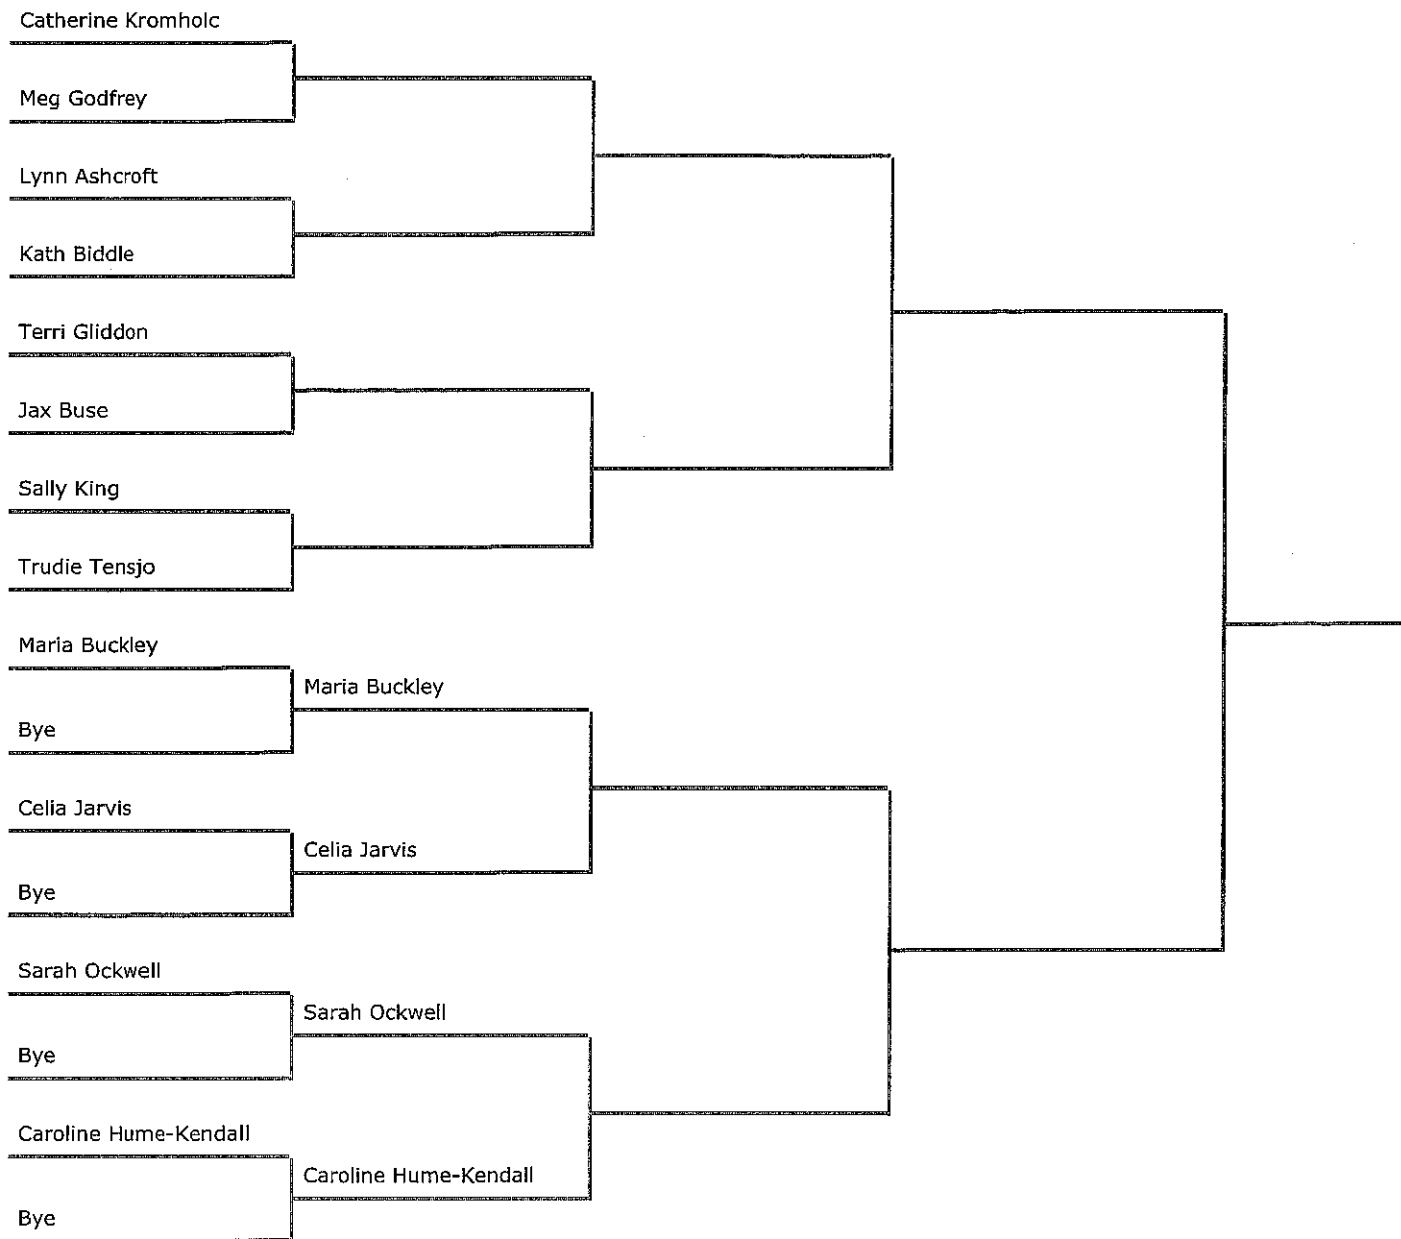 Catherine Kromholc
Meg Godfrey
Lynn Ashcroft
Kath Biddle
Terri Gliddon
Jax Buse
Sally King
Trudie Tensjo
Maria Buckley
Maria Buckley
Bye
Celia Jarvis
Celia Jarvis
Bye
Sarah Ockwell
Sarah Ockwell
Bye
Caroline Hume-Kendall
Caroline Hume-Kendall
Bye